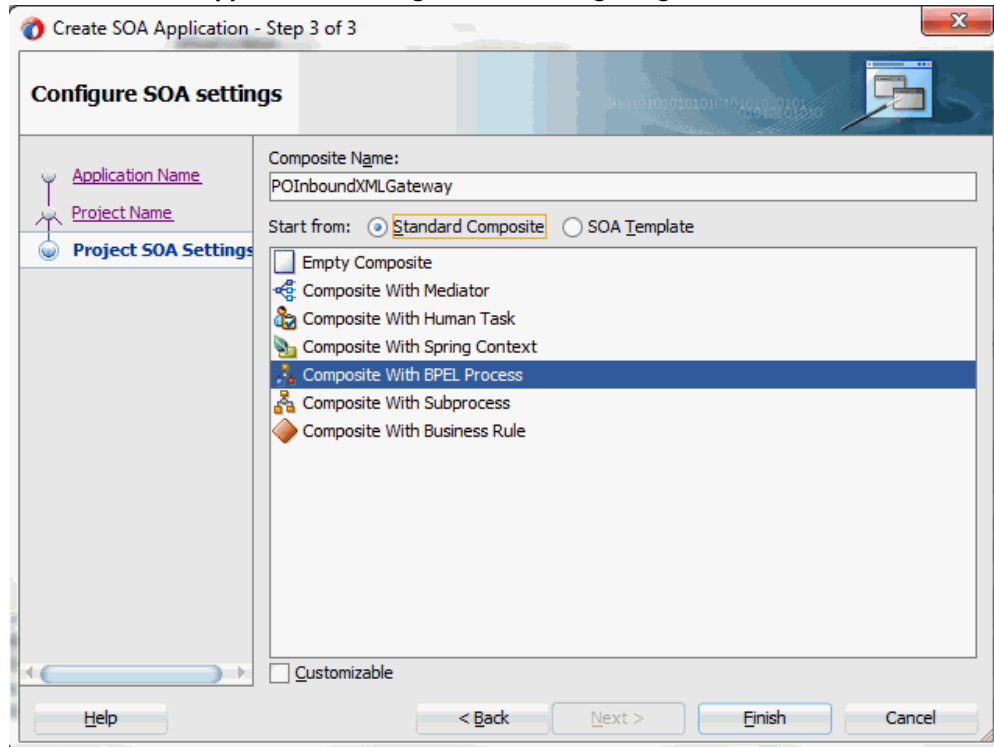 Create SOA Application - Step 3 of 3
Configure SOA settings
Application Name
Project Name
Project SOA Settings
Composite Name:
POInboundXMLGateway
Start from: Standard Composite SOA Template
Empty Composite
Composite With Mediator
Composite With Human Task
Composite With Spring Context
Composite With BPEL Process
Composite With Subprocess
Composite With Business Rule
Customizable
Help < Back Next > Finish Cancel